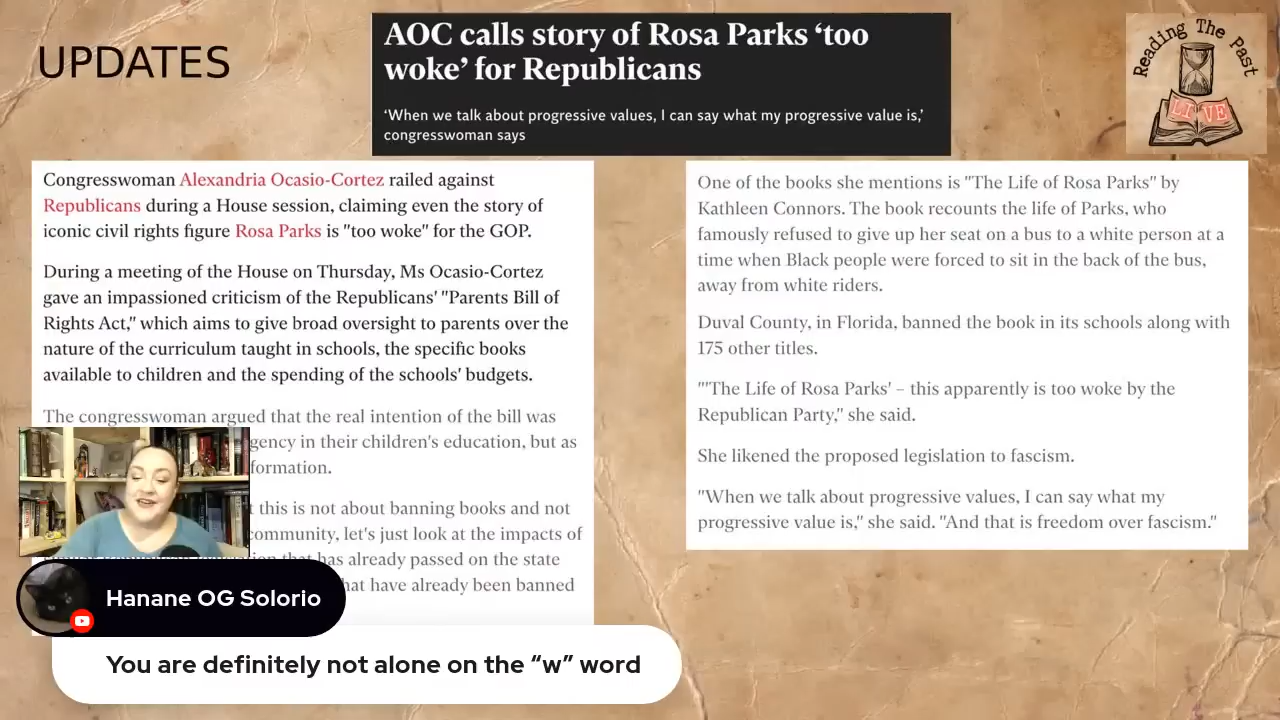 UPDATES
AOC calls story of Rosa Parks ‘too
woke’ for Republicans
‘When we talk about progressive values, I can say what my progressive value is,’
congresswoman says
Reading The Past
LIVE
Congresswoman Alexandria Ocasio-Cortez railed against
Republicans during a House session, claiming even the story of
iconic civil rights figure Rosa Parks is "too woke" for the GOP.
During a meeting of the House on Thursday, Ms Ocasio-Cortez
gave an impassioned criticism of the Republicans' "Parents Bill of
Rights Act," which aims to give broad oversight to parents over the
nature of the curriculum taught in schools, the specific books
available to children and the spending of the schools' budgets.
The congresswoman argued that the real intention of the bill was
gency in their children's education, but as
formation.
t this is not about banning books and not
community, let's just look at the impacts of
that has already passed on the state
hat have already been banned
One of the books she mentions is "The Life of Rosa Parks" by
Kathleen Connors. The book recounts the life of Parks, who
famously refused to give up her seat on a bus to a white person at a
time when Black people were forced to sit in the back of the bus,
away from white riders.
Duval County, in Florida, banned the book in its schools along with
175 other titles.
"'The Life of Rosa Parks' – this apparently is too woke by the
Republican Party," she said.
She likened the proposed legislation to fascism.
"When we talk about progressive values, I can say what my
progressive value is," she said. "And that is freedom over fascism."
Hanane OG Solorio
You are definitely not alone on the “w” word